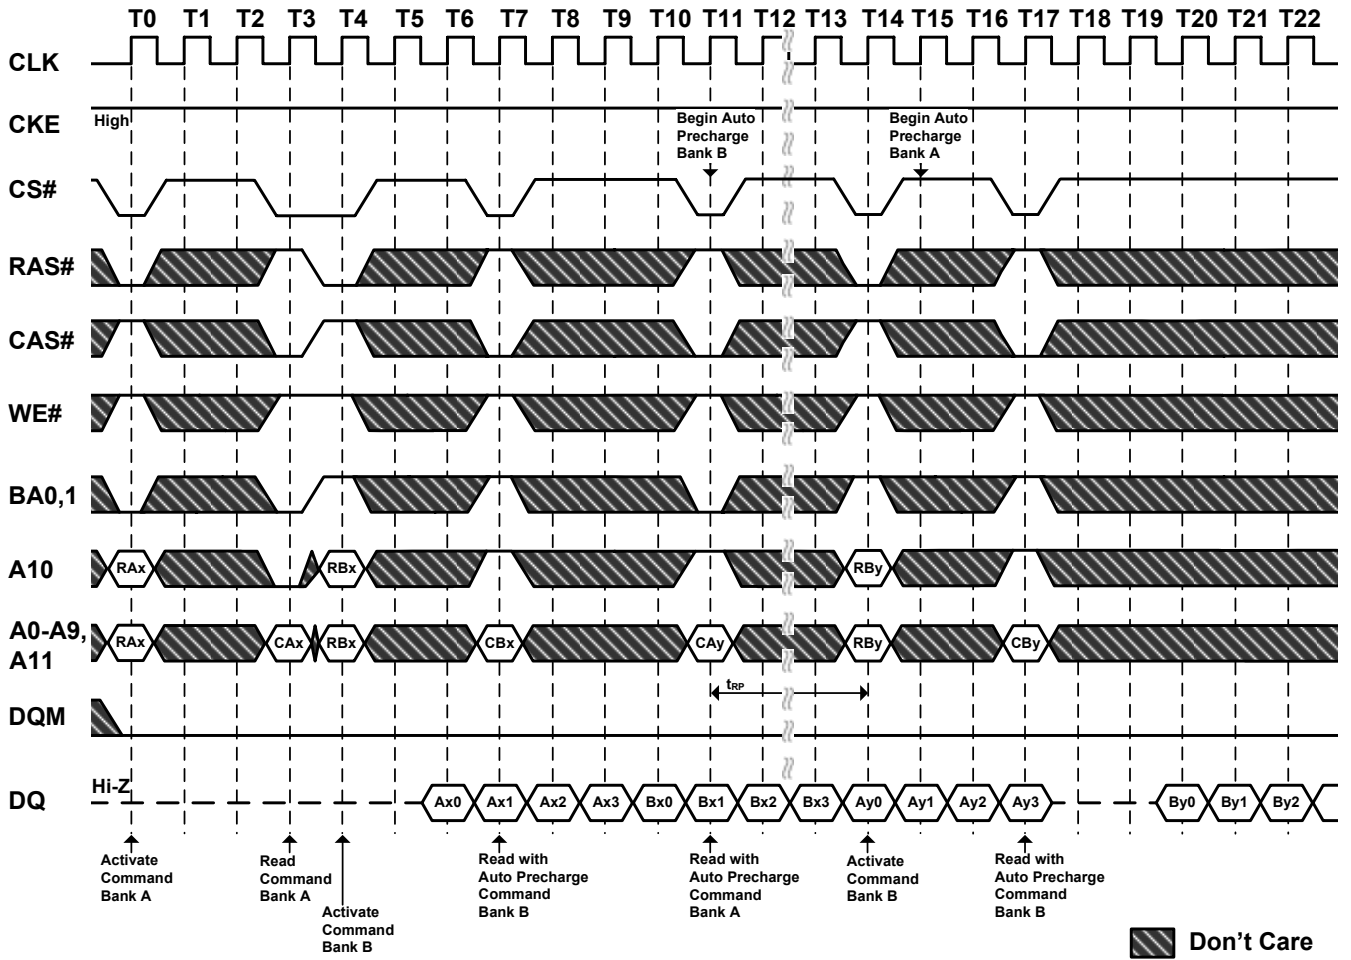 T0 T1 T2 T3 T4 T5 T6 T7 T8 T9 T10 T11 T12 T13 T14 T15 T16 T17 T18 T19 T20 T21 T22
CLK
CKE
High
Begin Auto
Precharge
Bank B
Begin Auto
Precharge
Bank A
CS#
RAS#
CAS#
WE#
BA0,1
A10
RAx RBx RBy
A0-A9,
A11
RAx CAx RBx CBx CAy RBy CBy
tRP
DQM
DQ
Hi-Z
Ax0 Ax1 Ax2 Ax3 Bx0 Bx1 Bx2 Bx3 Ay0 Ay1 Ay2 Ay3 By0 By1 By2
Activate
Command
Bank A
Read
Command
Bank A
Activate
Command
Bank B
Read with
Auto Precharge
Command
Bank B
Read with
Auto Precharge
Command
Bank A
Activate
Command
Bank B
Read with
Auto Precharge
Command
Bank B
Don't Care